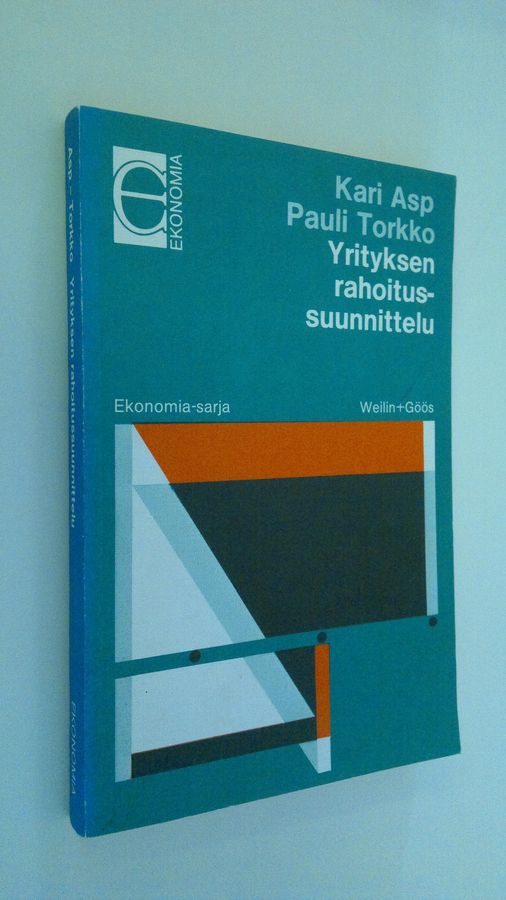 e
EKONOMIA
Kari Asp
Pauli Torkko
Yrityksen
rahoitus-
suunnittelu
Ekonomia-sarja
Weilin+Göös
Asp – Torkko Yrityksen rahoitussuunnittelu
EKONOMIA